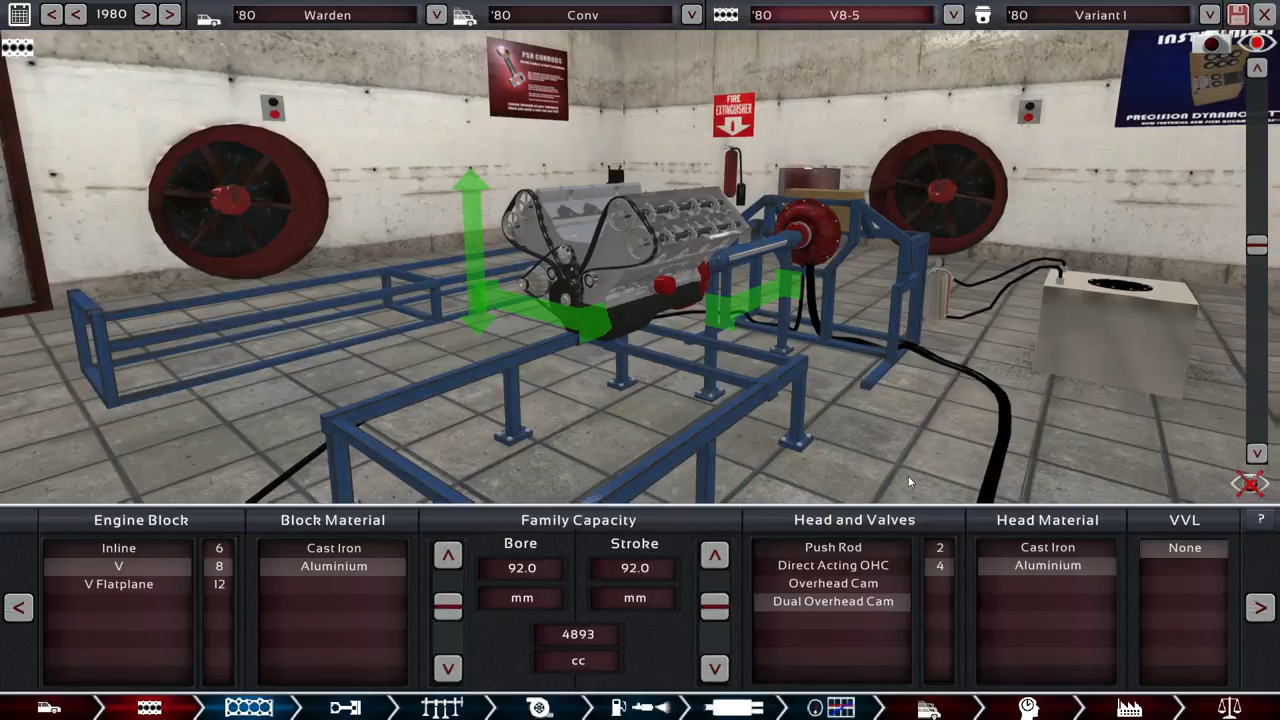 < < 1980 > > '80 Warden '80 Conv '80 V8-5 '80 Variant 1
PSR CONRODS
FIRE
EXTINGUISHER
PRECISION DYNAMOMET
Engine Block Block Material Family Capacity Head and Valves Head Material VVL ?
Inline 6 Cast Iron Bore Stroke Push Rod 2 Cast Iron None
V 8 Aluminium 92.0 92.0 Direct Acting OHC 4 Aluminium
V Flatplane 12 mm mm Overhead Cam
Dual Overhead Cam
4893
cc